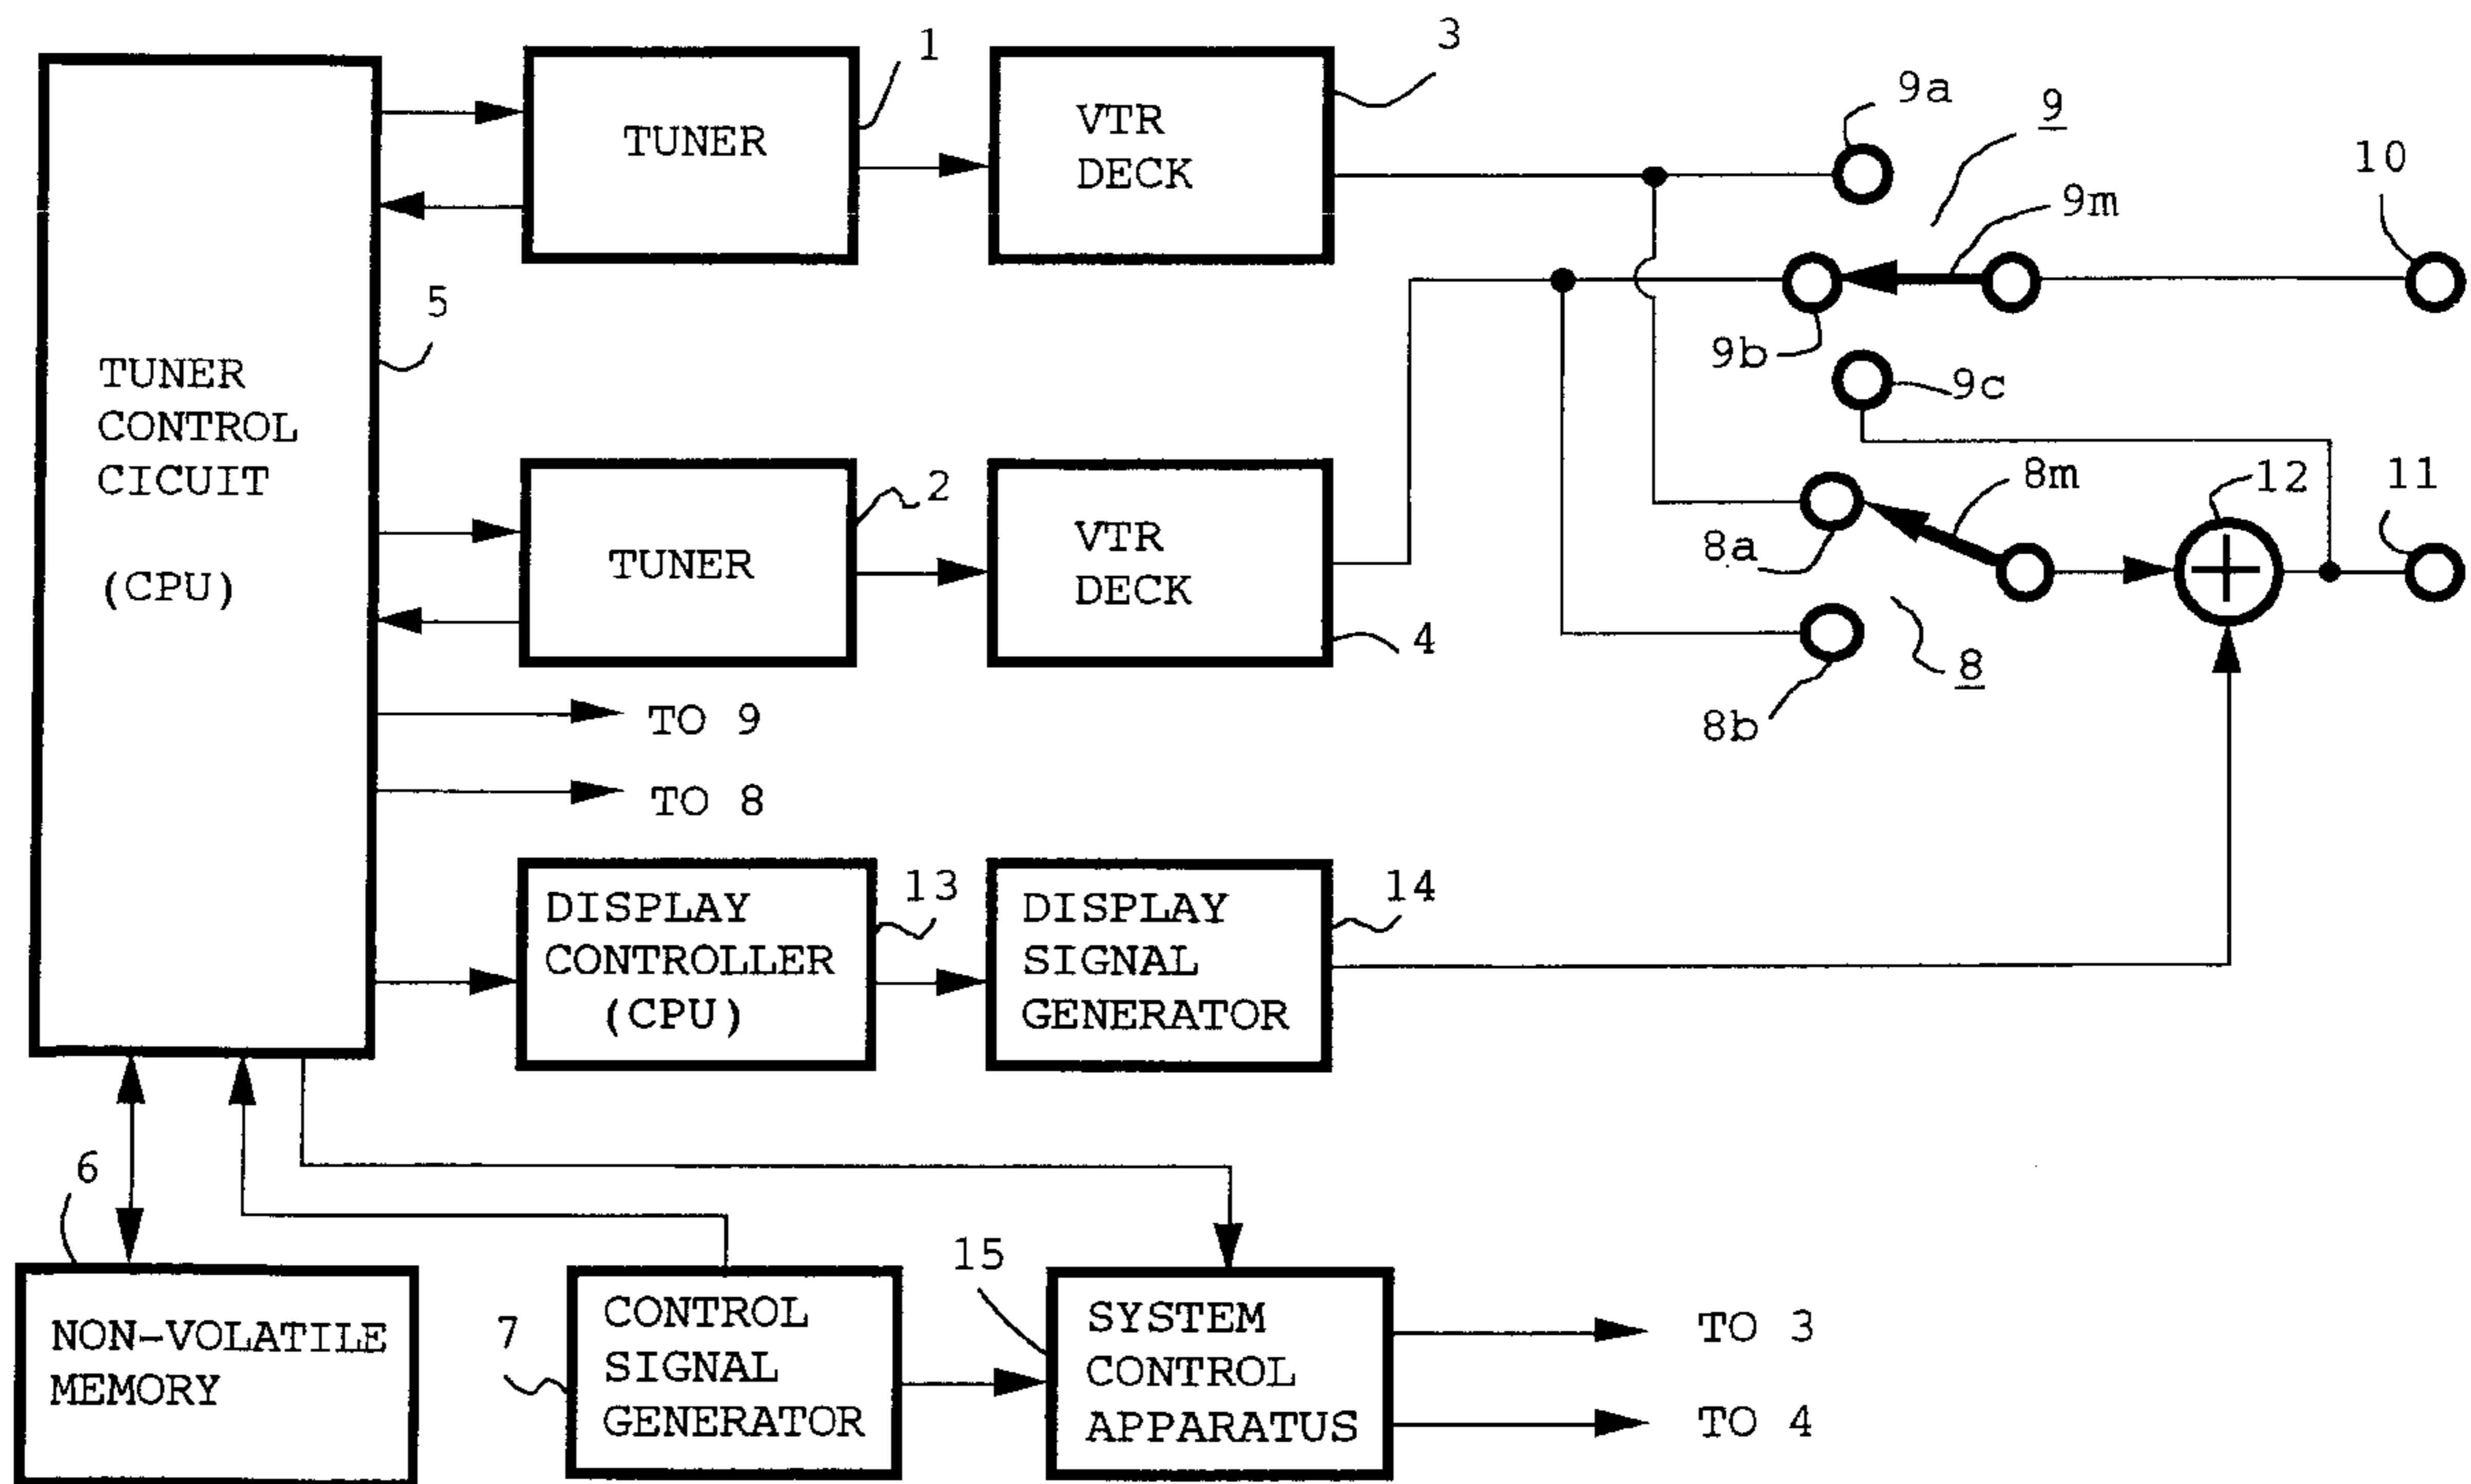 1
3
9a
9
10
TUNER
VTR
DECK
9m
5
9b
9c
TUNER
CONTROL
CICUIT
(CPU)
2
8m
12
11
TUNER
VTR
DECK
8a
4
8
8b
TO 9
TO 8
13
14
DISPLAY
CONTROLLER
(CPU)
DISPLAY
SIGNAL
GENERATOR
6
15
7
NON-VOLATILE
MEMORY
CONTROL
SIGNAL
GENERATOR
SYSTEM
CONTROL
APPARATUS
TO 3
TO 4